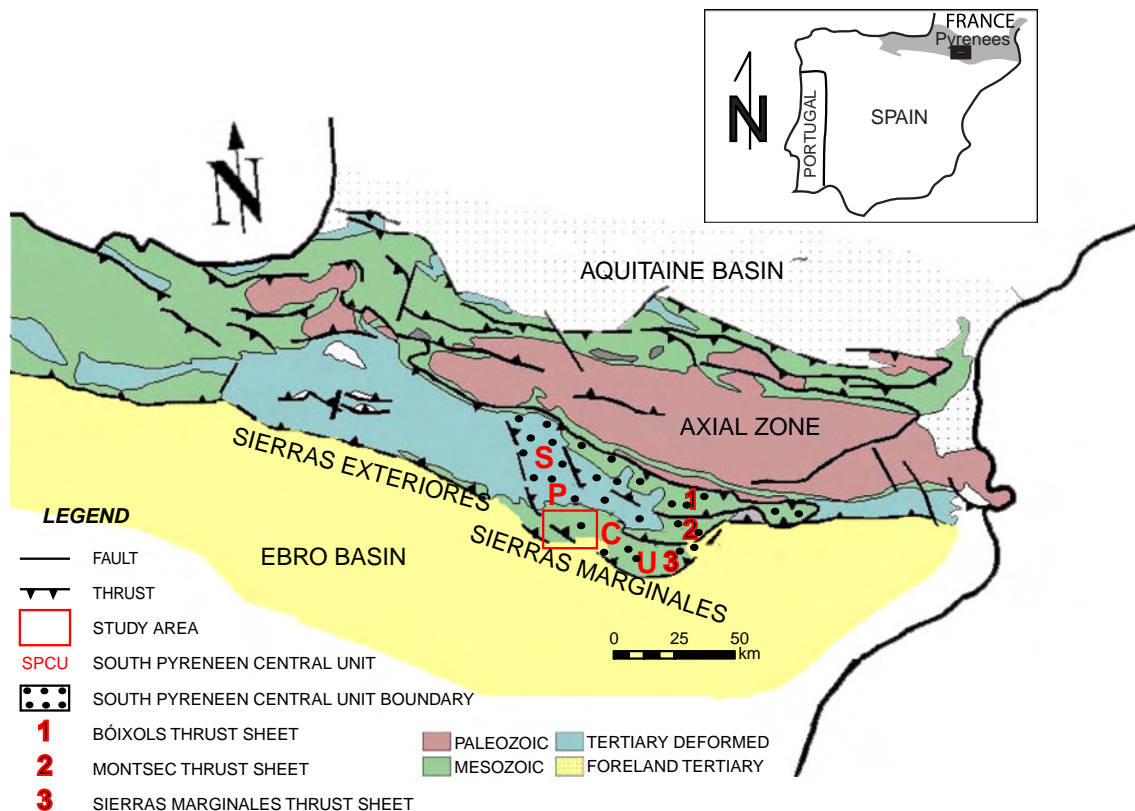 FRANCE
Pyrenees
N
PORTUGAL
SPAIN
N
AQUITAINE BASIN
AXIAL ZONE
SIERRAS EXTERIORES
S
P
C
U
1
2
3
SIERRAS MARGINALES
EBRO BASIN
0 25 50
km
LEGEND
FAULT
THRUST
STUDY AREA
SPCU SOUTH PYRENEEN CENTRAL UNIT
SOUTH PYRENEEN CENTRAL UNIT BOUNDARY
1 BÓIXOLS THRUST SHEET
2 MONTSEC THRUST SHEET
3 SIERRAS MARGINALES THRUST SHEET
PALEOZOIC
MESOZOIC
TERTIARY DEFORMED
FORELAND TERTIARY